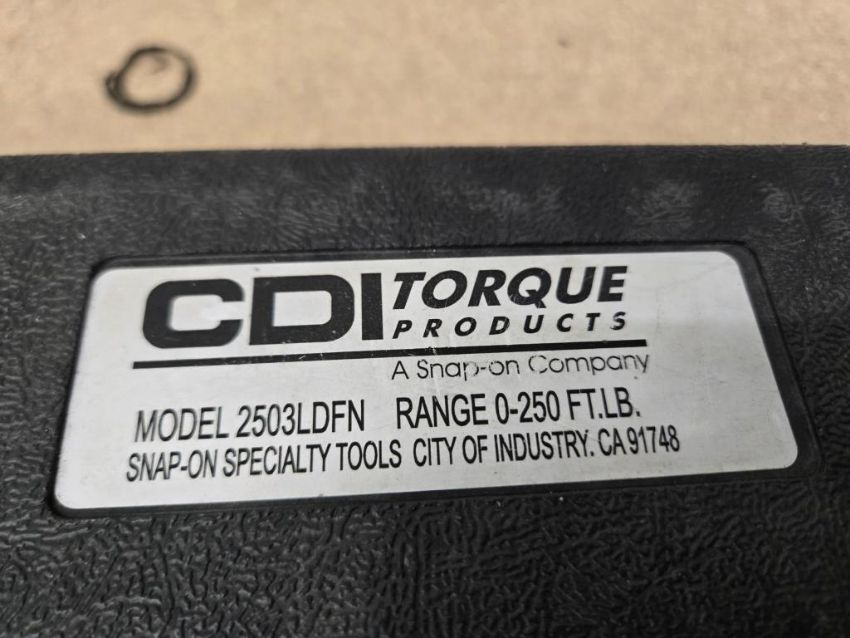 CDI TORQUE
PRODUCTS
A Snap-on Company
MODEL 2503LDFN RANGE 0-250 FT.LB.
SNAP-ON SPECIALTY TOOLS CITY OF INDUSTRY. CA 91748